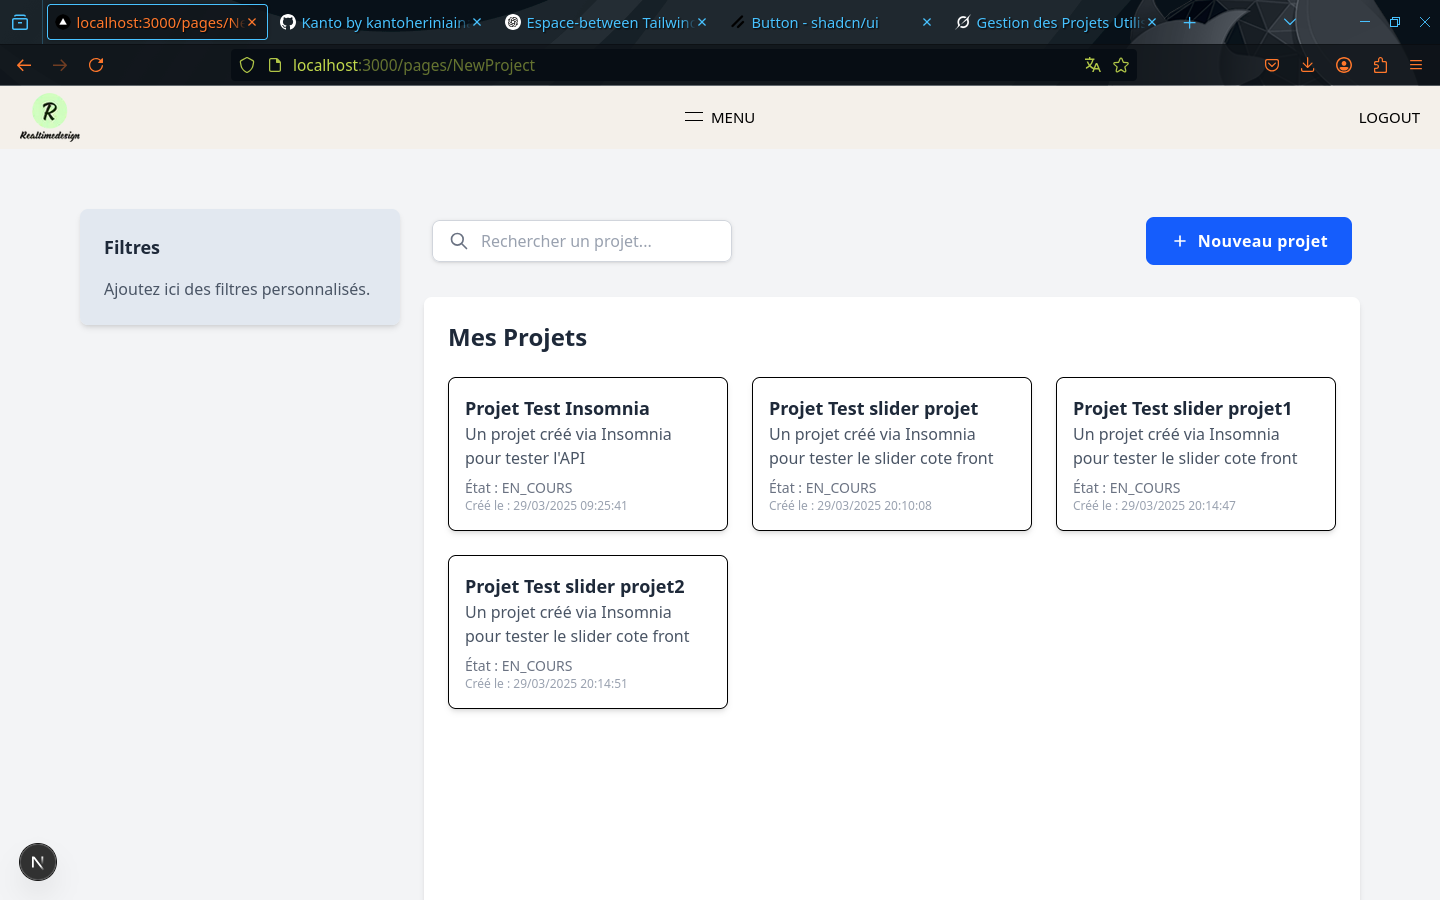 localhost:3000/pages/Ne
Kanto by kantoheriniain
Espace-between Tailwind
Button - shadcn/ui
Gestion des Projets Utilis
localhost:3000/pages/NewProject
R
Realtimedesign
MENU
LOGOUT
Filtres
Ajoutez ici des filtres personnalisés.
Rechercher un projet...
+ Nouveau projet
Mes Projets
Projet Test Insomnia
Un projet créé via Insomnia
pour tester l'API
État : EN_COURS
Créé le : 29/03/2025 09:25:41
Projet Test slider projet
Un projet créé via Insomnia
pour tester le slider cote front
État : EN_COURS
Créé le : 29/03/2025 20:10:08
Projet Test slider projet1
Un projet créé via Insomnia
pour tester le slider cote front
État : EN_COURS
Créé le : 29/03/2025 20:14:47
Projet Test slider projet2
Un projet créé via Insomnia
pour tester le slider cote front
État : EN_COURS
Créé le : 29/03/2025 20:14:51
N